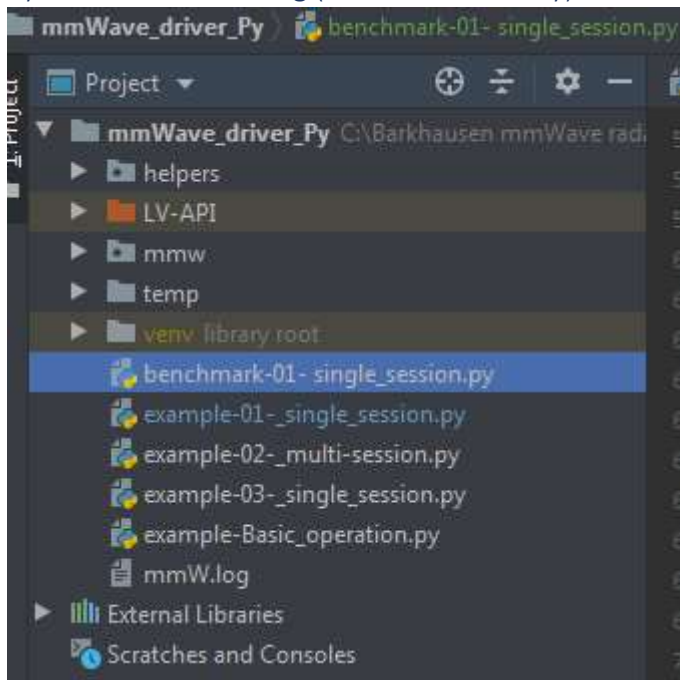 mmWave_driver_Py benchmark-01- single_session.py
1: Project
Project
mmWave_driver_Py C:\Barkhausen mmWave rad
helpers
LV-API
mmw
temp
venv library root
benchmark-01- single_session.py
example-01-_single_session.py
example-02-_multi-session.py
example-03-_single_session.py
example-Basic_operation.py
mmW.log
External Libraries
Scratches and Consoles